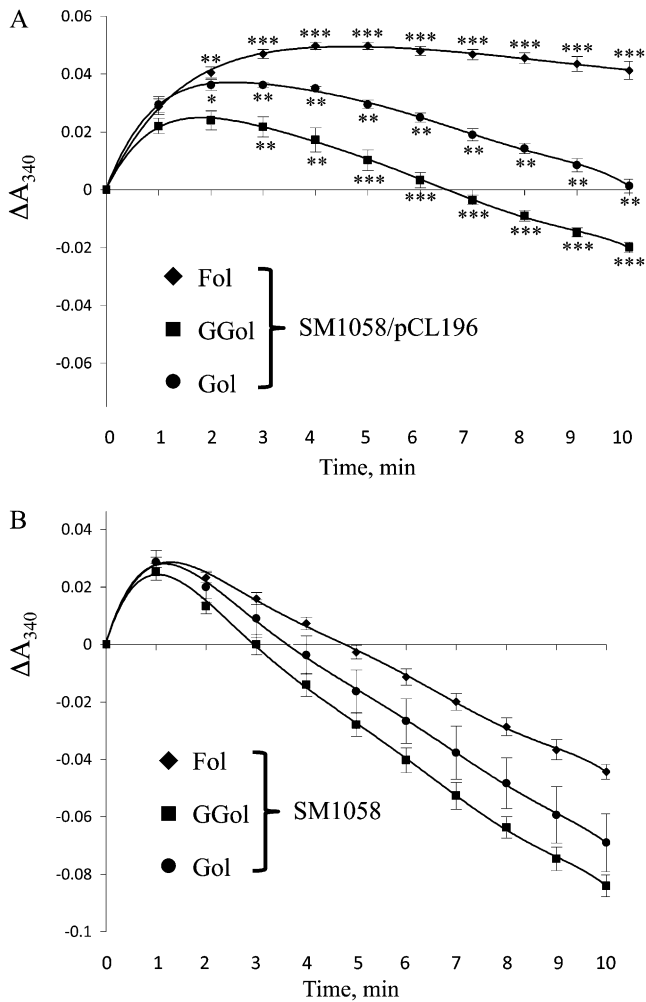 A
0.06
0.04
0.02
0
-0.02
-0.04
-0.06
ΔA340
** *** *** *** *** *** *** *** ***
* ** ** ** ** ** ** ** **
** ** *** *** *** *** *** ***
Fol
GGol
Gol
SM1058/pCL196
0 1 2 3 4 5 6 7 8 9 10
Time, min
B
0.04
0.02
0
-0.02
-0.04
-0.06
-0.08
-0.1
ΔA340
Fol
GGol
Gol
SM1058
0 1 2 3 4 5 6 7 8 9 10
Time, min